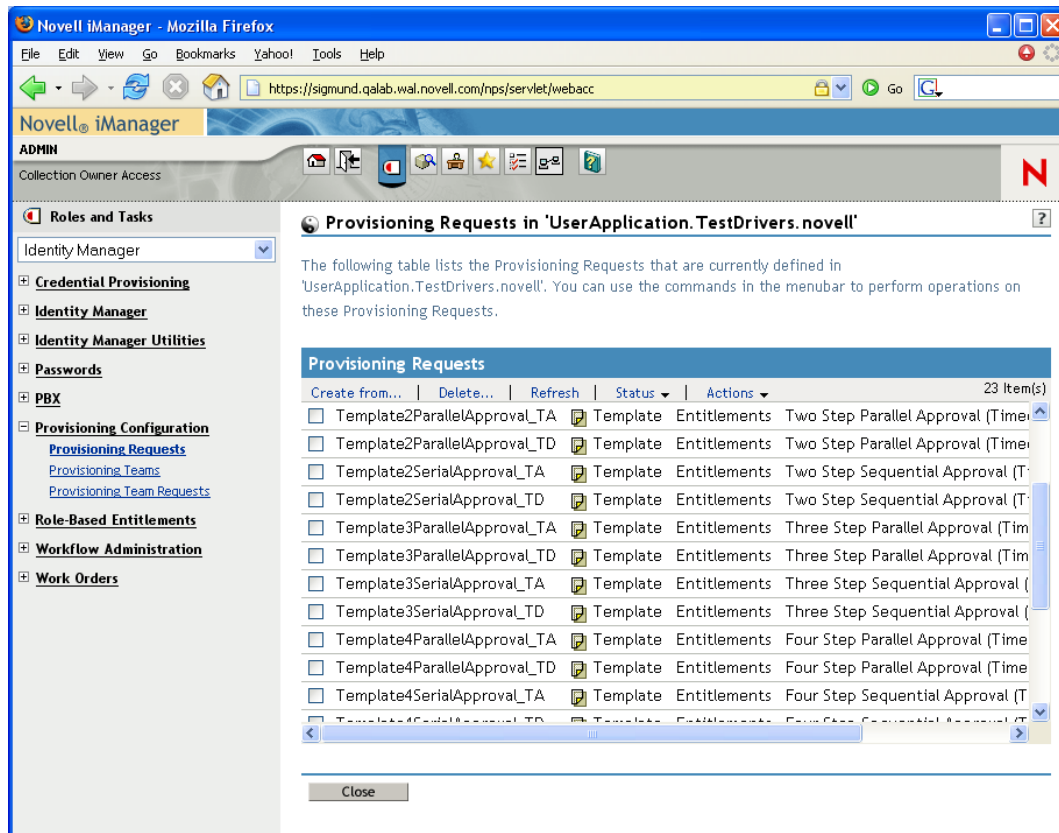 Novell iManager - Mozilla Firefox
File Edit View Go Bookmarks Yahoo! Tools Help
https://sigmund.qalab.wal.novell.com/nps/servlet/webacc
Go
G
Novell® iManager
ADMIN
Collection Owner Access
N
Roles and Tasks
Identity Manager
Credential Provisioning
Identity Manager
Identity Manager Utilities
Passwords
PBX
Provisioning Configuration
Provisioning Requests
Provisioning Teams
Provisioning Team Requests
Role-Based Entitlements
Workflow Administration
Work Orders
Provisioning Requests in 'UserApplication.TestDrivers.novell'
?
The following table lists the Provisioning Requests that are currently defined in
'UserApplication.TestDrivers.novell'. You can use the commands in the menubar to perform operations on
these Provisioning Requests.
Provisioning Requests
Create from... | Delete... | Refresh | Status | Actions 23 Item(s)
Template2ParallelApproval_TA Template Entitlements Two Step Parallel Approval (Time
Template2ParallelApproval_TD Template Entitlements Two Step Parallel Approval (Time
Template2SerialApproval_TA Template Entitlements Two Step Sequential Approval (T
Template2SerialApproval_TD Template Entitlements Two Step Sequential Approval (T
Template3ParallelApproval_TA Template Entitlements Three Step Parallel Approval (Tim
Template3ParallelApproval_TD Template Entitlements Three Step Parallel Approval (Tim
Template3SerialApproval_TA Template Entitlements Three Step Sequential Approval (
Template3SerialApproval_TD Template Entitlements Three Step Sequential Approval (
Template4ParallelApproval_TA Template Entitlements Four Step Parallel Approval (Time
Template4ParallelApproval_TD Template Entitlements Four Step Parallel Approval (Time
Template4SerialApproval_TA Template Entitlements Four Step Sequential Approval (T
Template4SerialApproval_TD Template Entitlements Four Step Sequential Approval (T
Close